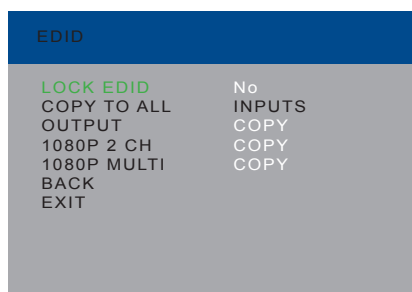 EDID
LOCK EDID No
COPY TO ALL INPUTS
OUTPUT COPY
1080P 2 CH COPY
1080P MULTI COPY
BACK
EXIT